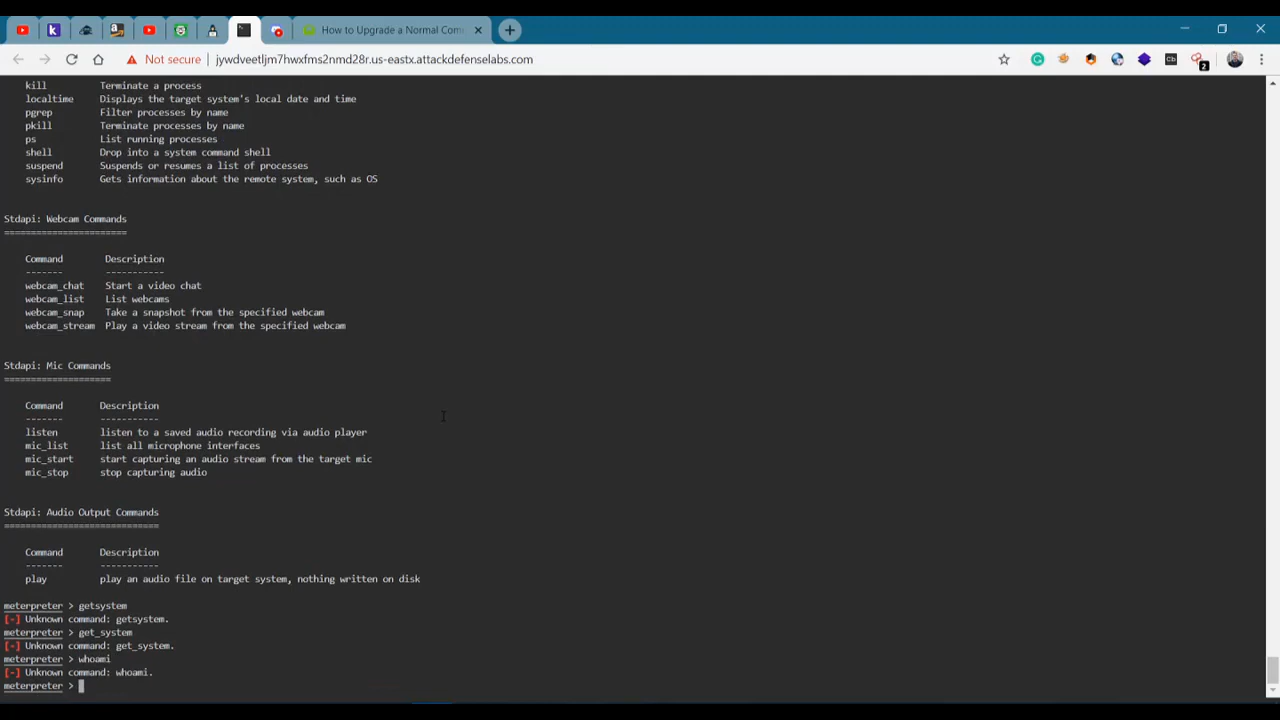 How to Upgrade a Normal Com
Not secure
jywdveetljm7hwxfms2nmd28r.us-eastx.attackdefenselabs.com
kill Terminate a process
localtime Displays the target system's local date and time
pgrep Filter processes by name
pkill Terminate processes by name
ps List running processes
shell Drop into a system command shell
suspend Suspends or resumes a list of processes
sysinfo Gets information about the remote system, such as OS
Stdapi: Webcam Commands
=======================
Command Description
------- -----------
webcam_chat Start a video chat
webcam_list List webcams
webcam_snap Take a snapshot from the specified webcam
webcam_stream Play a video stream from the specified webcam
Stdapi: Mic Commands
====================
Command Description
------- -----------
listen listen to a saved audio recording via audio player
mic_list list all microphone interfaces
mic_start start capturing an audio stream from the target mic
mic_stop stop capturing audio
Stdapi: Audio Output Commands
=============================
Command Description
------- -----------
play play an audio file on target system, nothing written on disk
meterpreter > getsystem
[-] Unknown command: getsystem.
meterpreter > get_system
[-] Unknown command: get_system.
meterpreter > whoami
[-] Unknown command: whoami.
meterpreter >